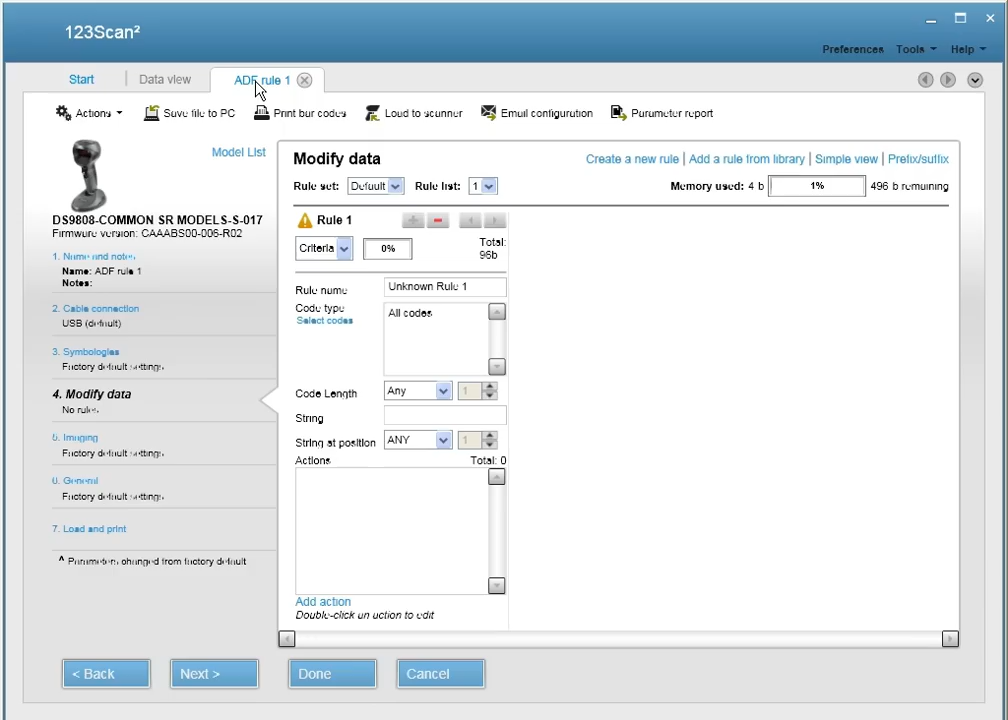 123Scan²
Preferences Tools Help
Start Data view ADF rule 1
Actions Save file to PC Print bar codes Load to scanner Email configuration Parameter report
Model List
Modify data
Create a new rule | Add a rule from library | Simple view | Prefix/suffix
Rule set: Default Rule list: 1
Memory used: 4 b 1% 496 b remaining
DS9808-COMMON SR MODELS-S-017
Firmware version: CAAABS00-006-R02
1. Name and notes
Name: ADF rule 1
Notes:
2. Cable connection
USB (default)
3. Symbologies
Factory default settings
4. Modify data
No rules
5. Imaging
Factory default settings
6. General
Factory default settings
7. Load and print
^ Parameters changed from factory default
Rule 1
Criteria 0% Total:
96b
Rule name Unknown Rule 1
Code type All codes
Select codes
Code Length Any 1
String
String at position ANY 1
Actions Total: 0
Add action
Double-click an action to edit
< Back Next > Done Cancel